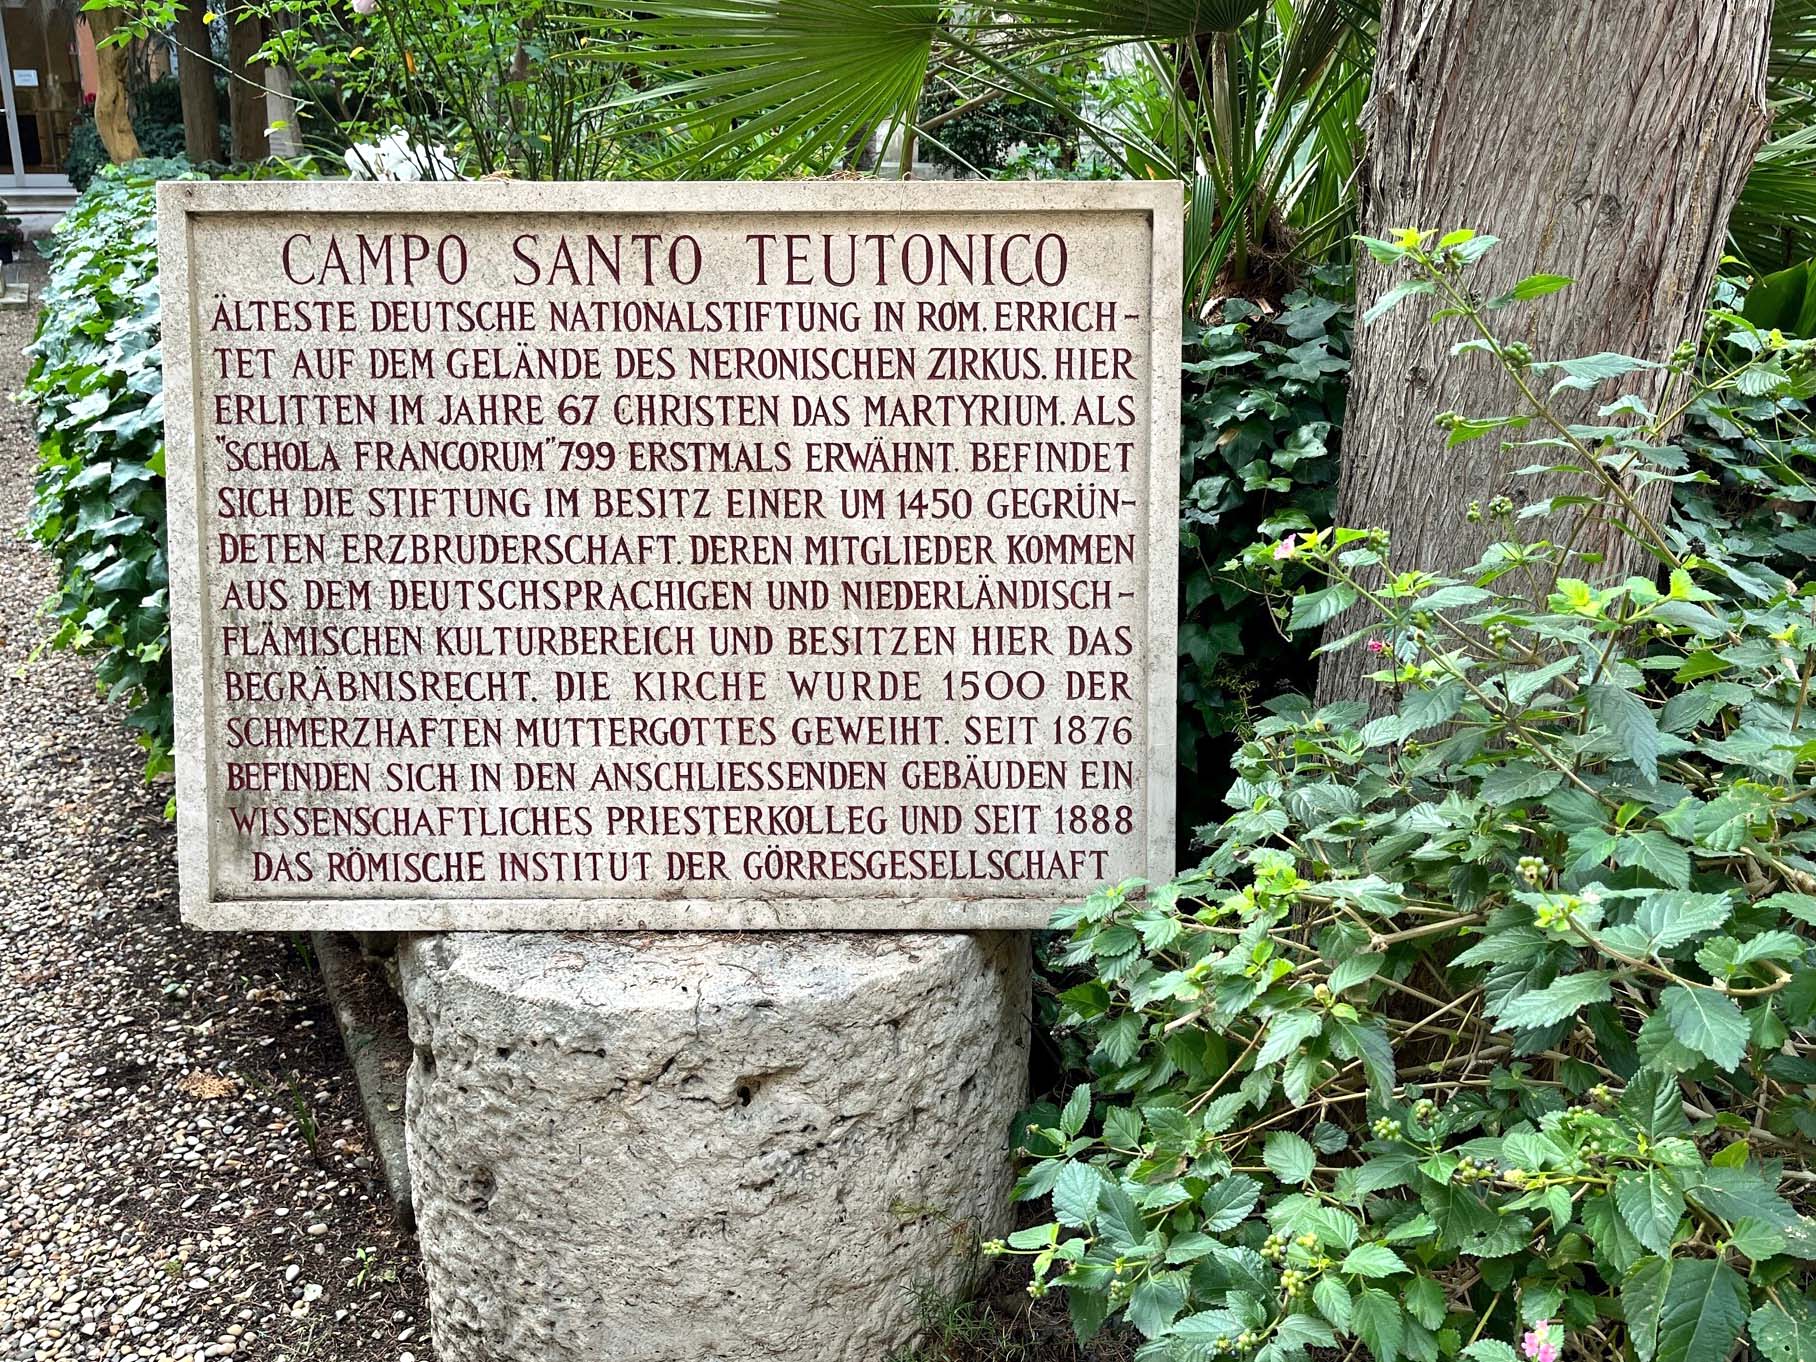 CAMPO SANTO TEUTONICO
ÄLTESTE DEUTSCHE NATIONALSTIFTUNG IN ROM. ERRICH-
TET AUF DEM GELÄNDE DES NERONISCHEN ZIRKUS. HIER
ERLITTEN IM JAHRE 67 CHRISTEN DAS MARTYRIUM. ALS
"SCHOLA FRANCORUM" 799 ERSTMALS ERWÄHNT. BEFINDET
SICH DIE STIFTUNG IM BESITZ EINER UM 1450 GEGRÜN-
DETEN ERZBRUDERSCHAFT. DEREN MITGLIEDER KOMMEN
AUS DEM DEUTSCHSPRACHIGEN UND NIEDERLÄNDISCH-
FLÄMISCHEN KULTURBEREICH UND BESITZEN HIER DAS
BEGRÄBNISRECHT. DIE KIRCHE WURDE 1500 DER
SCHMERZHAFTEN MUTTERGOTTES GEWEIHT. SEIT 1876
BEFINDEN SICH IN DEN ANSCHLIESSENDEN GEBÄUDEN EIN
WISSENSCHAFTLICHES PRIESTERKOLLEG UND SEIT 1888
DAS RÖMISCHE INSTITUT DER GÖRRESGESELLSCHAFT